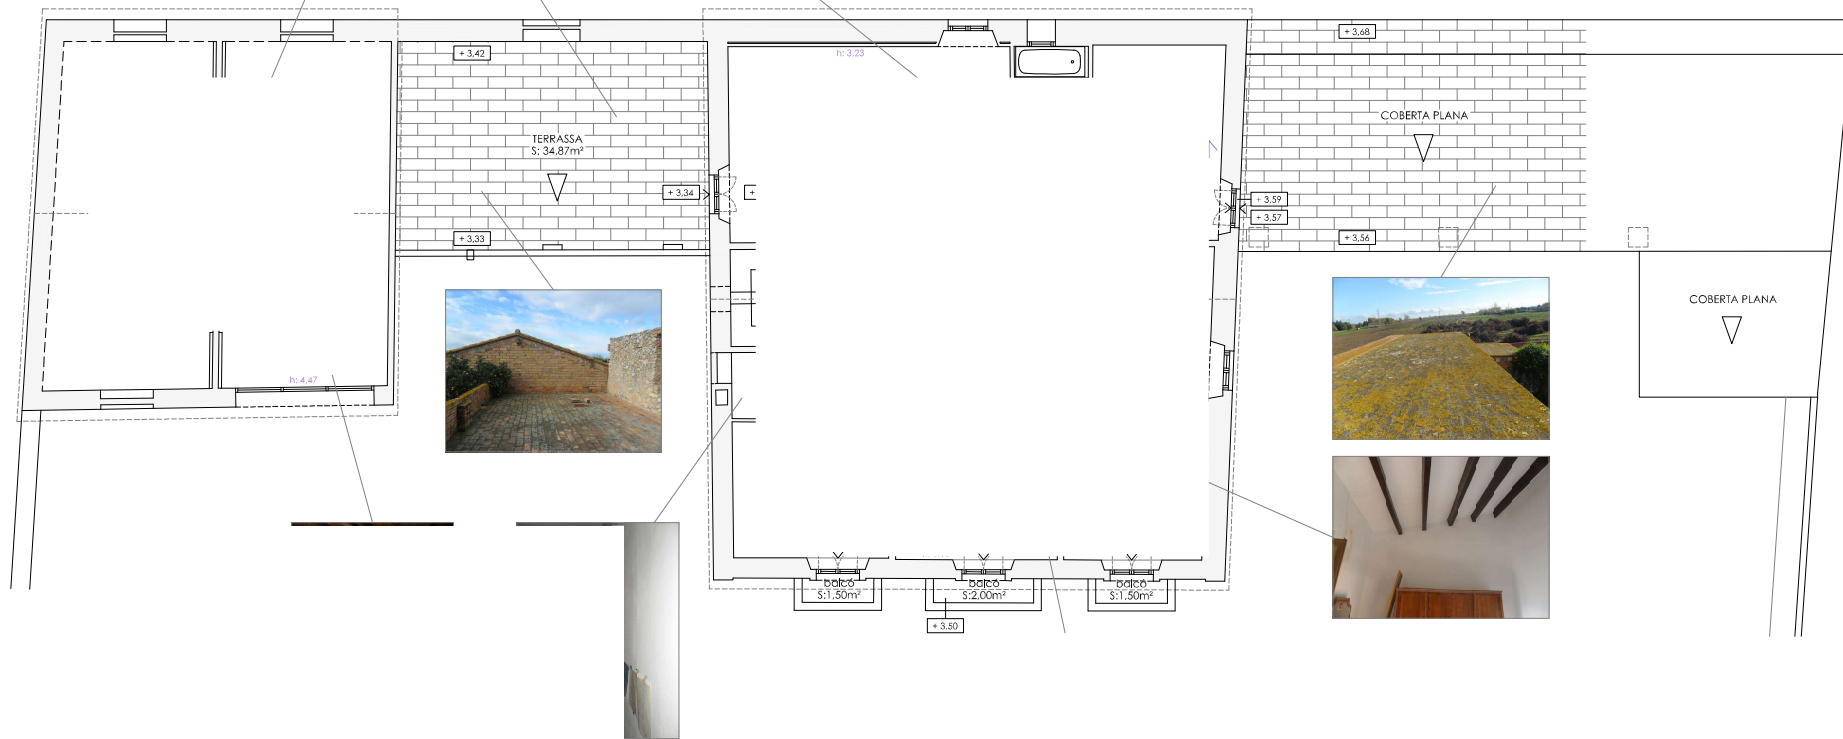 + 3,42
h: 3,23
+ 3,68
COBERTA PLANA
TERRASSA
S: 34.87m²
+ 3,34
+
+ 3,59
+ 3,57
+ 3,33
+ 3,56
COBERTA PLANA
h: 4,47
balcó
S:1,50m²
balcó
S:2,00m²
balcó
S:1,50m²
+ 3,50